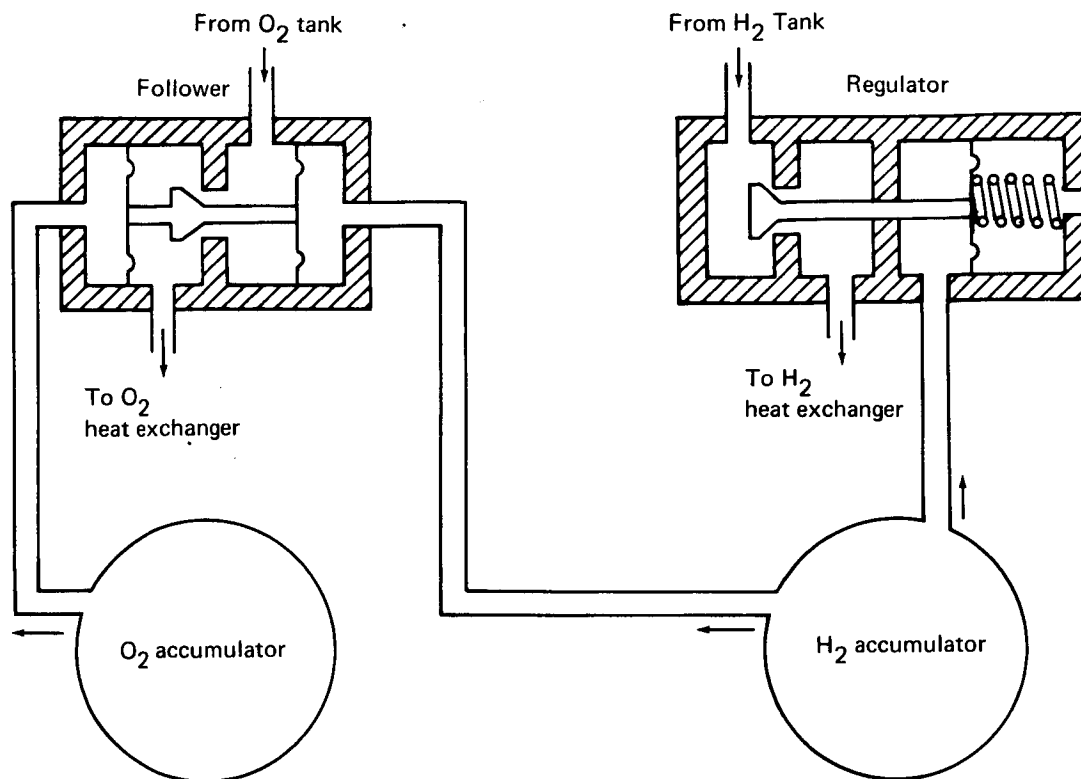 From O2 tank
From H2 Tank
Follower
Regulator
To O2
heat exchanger
To H2
heat exchanger
O2 accumulator
H2 accumulator